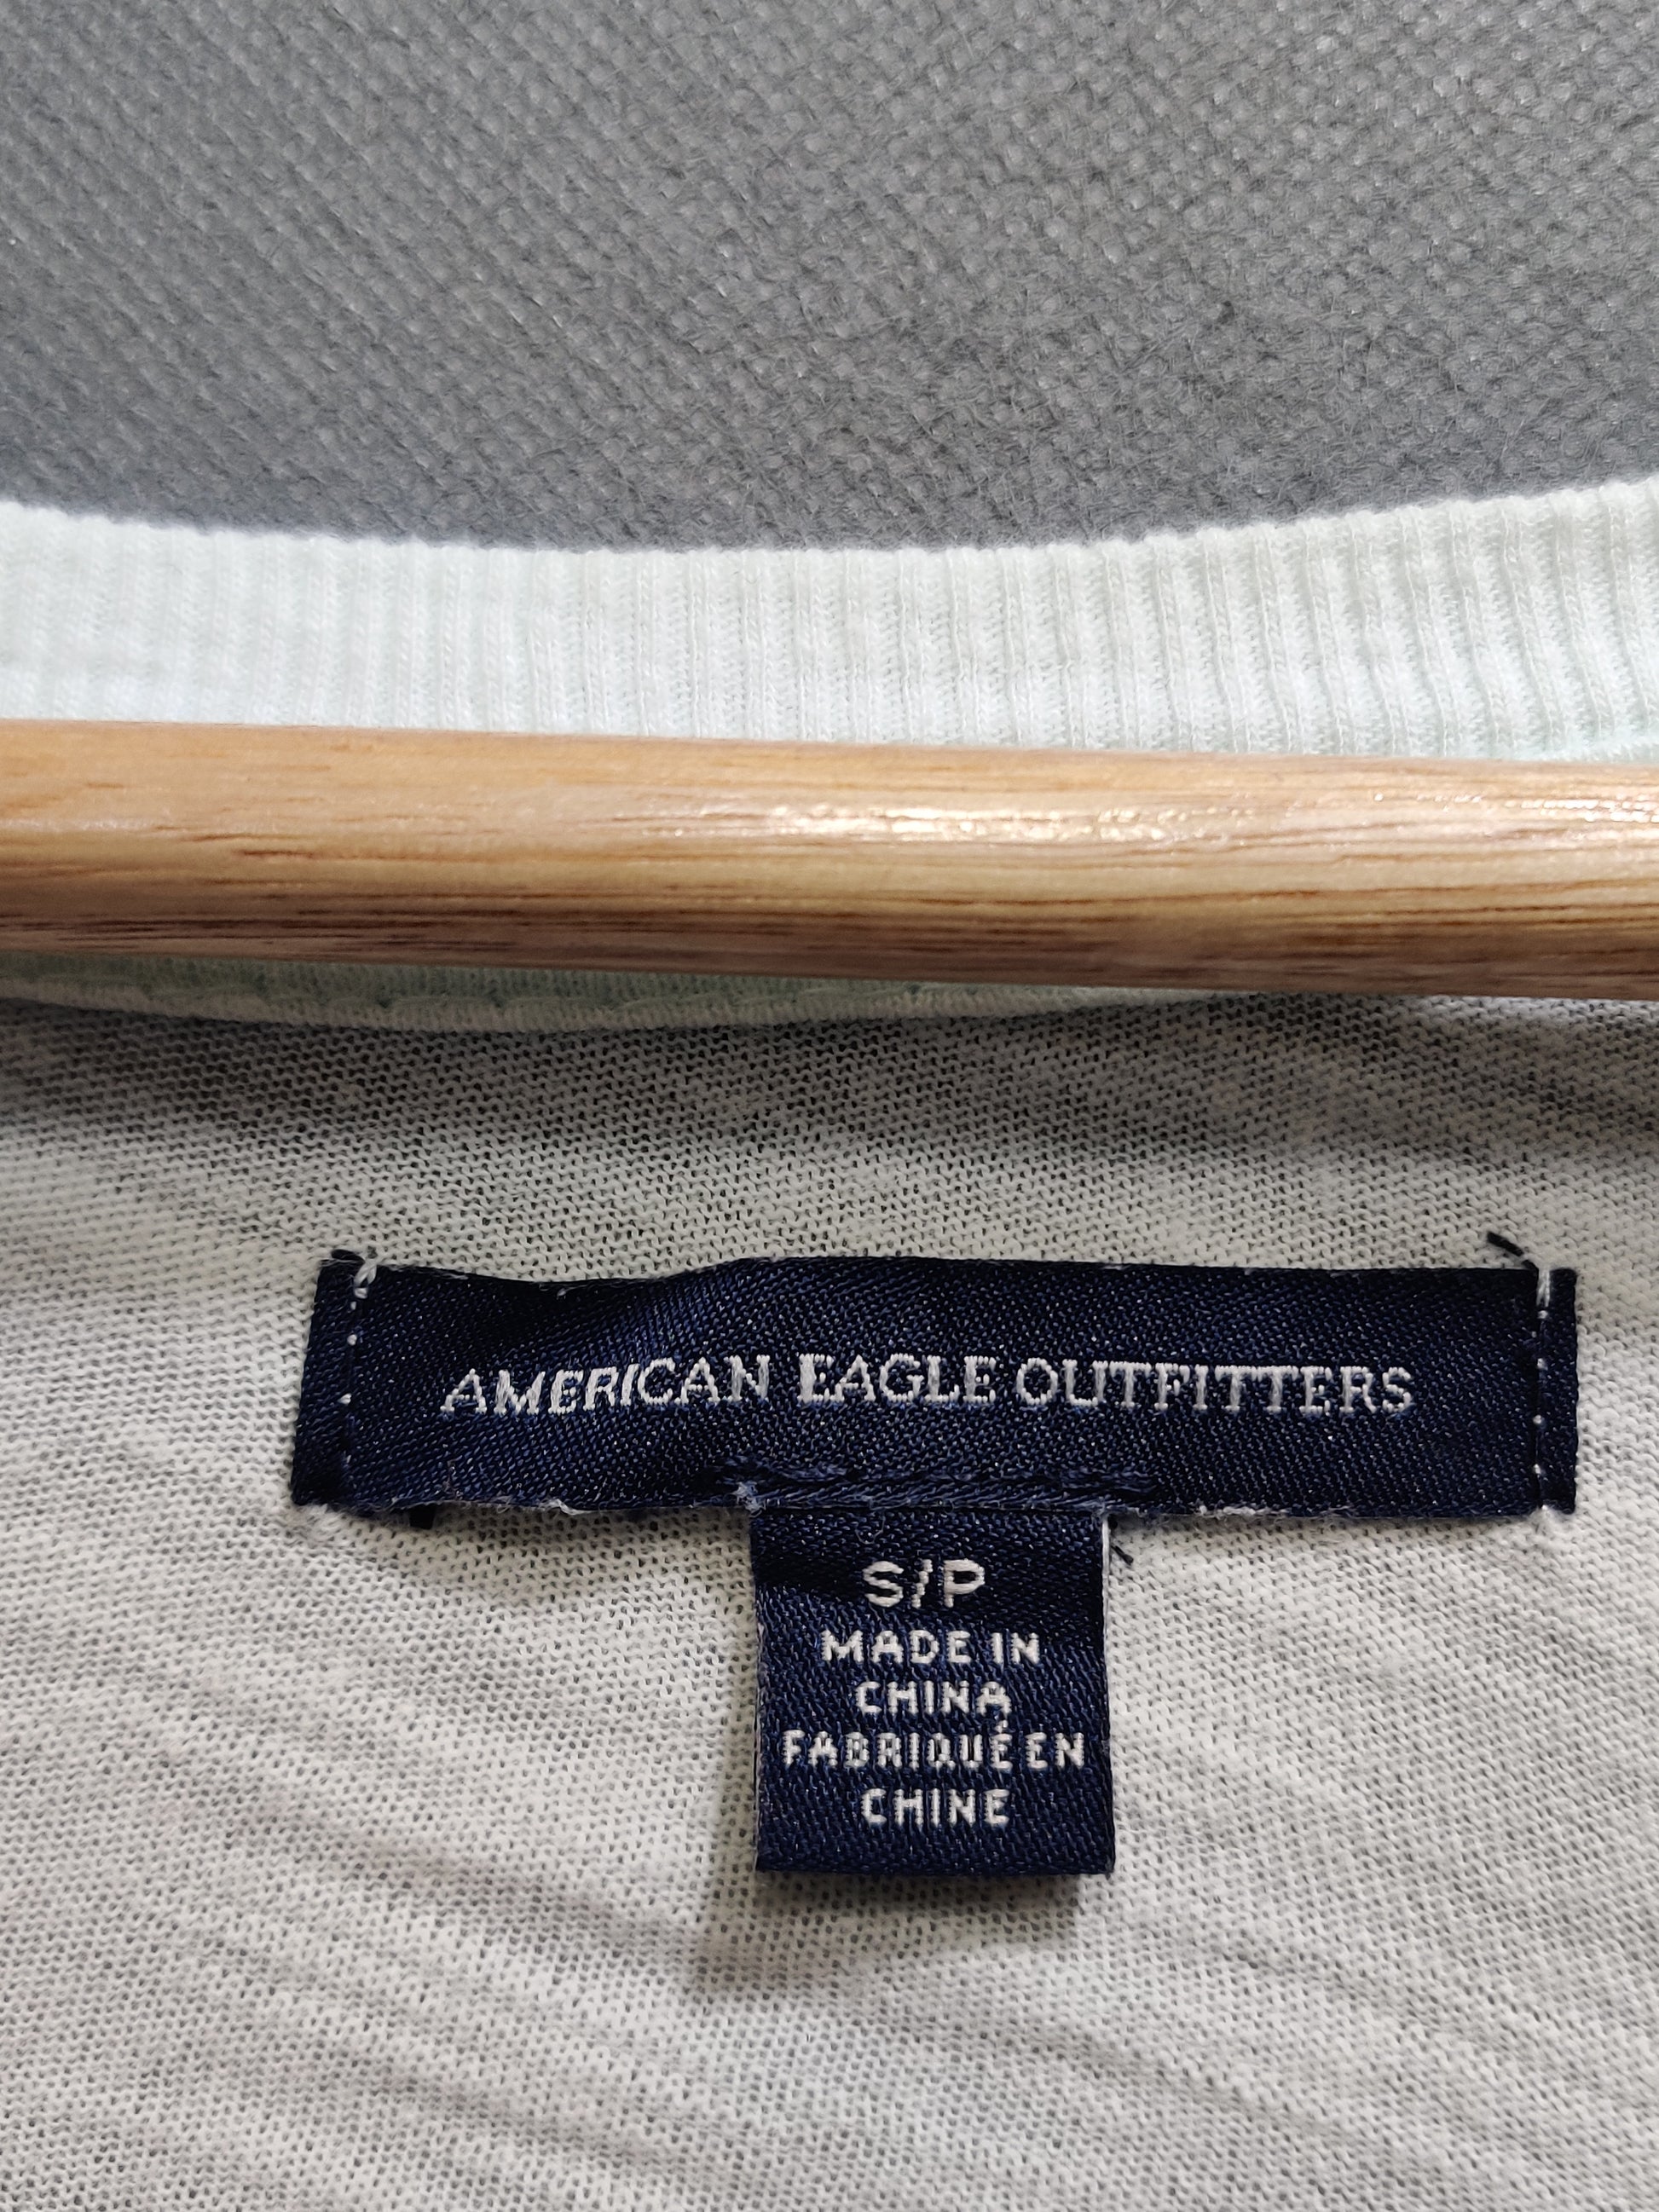 AMERICAN EAGLE OUTFITTERS
S/P
MADE IN
CHINA
FABRIQUÉ EN
CHINE